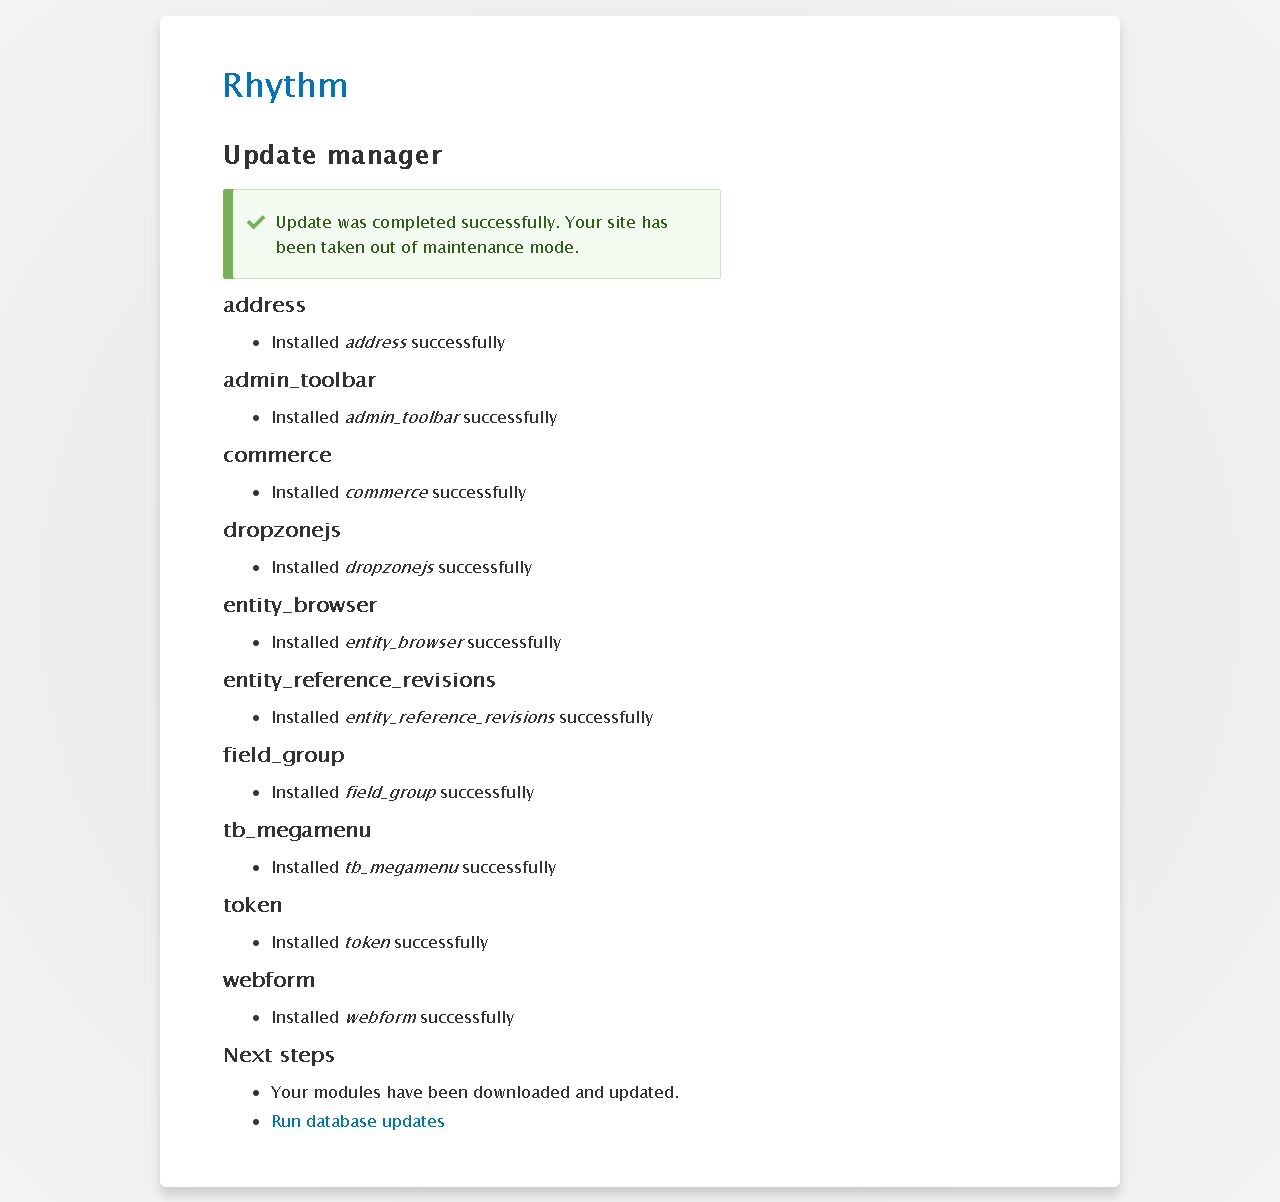 Rhythm
Update manager
Update was completed successfully. Your site has
been taken out of maintenance mode.
address
• Installed address successfully
admin_toolbar
• Installed admin_toolbar successfully
commerce
• Installed commerce successfully
dropzonejs
• Installed dropzonejs successfully
entity_browser
• Installed entity_browser successfully
entity_reference_revisions
• Installed entity_reference_revisions successfully
field_group
• Installed field_group successfully
tb_megamenu
• Installed tb_megamenu successfully
token
• Installed token successfully
webform
• Installed webform successfully
Next steps
• Your modules have been downloaded and updated.
• Run database updates